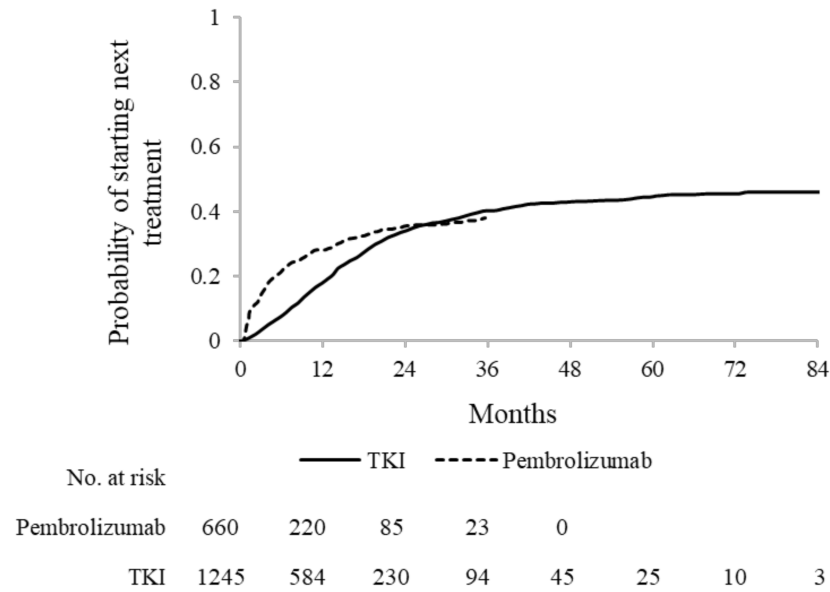 Probability of starting next
treatment
1
0.8
0.6
0.4
0.2
0
0 12 24 36 48 60 72 84
Months
TKI Pembrolizumab
No. at risk
Pembrolizumab 660 220 85 23 0
TKI 1245 584 230 94 45 25 10 3